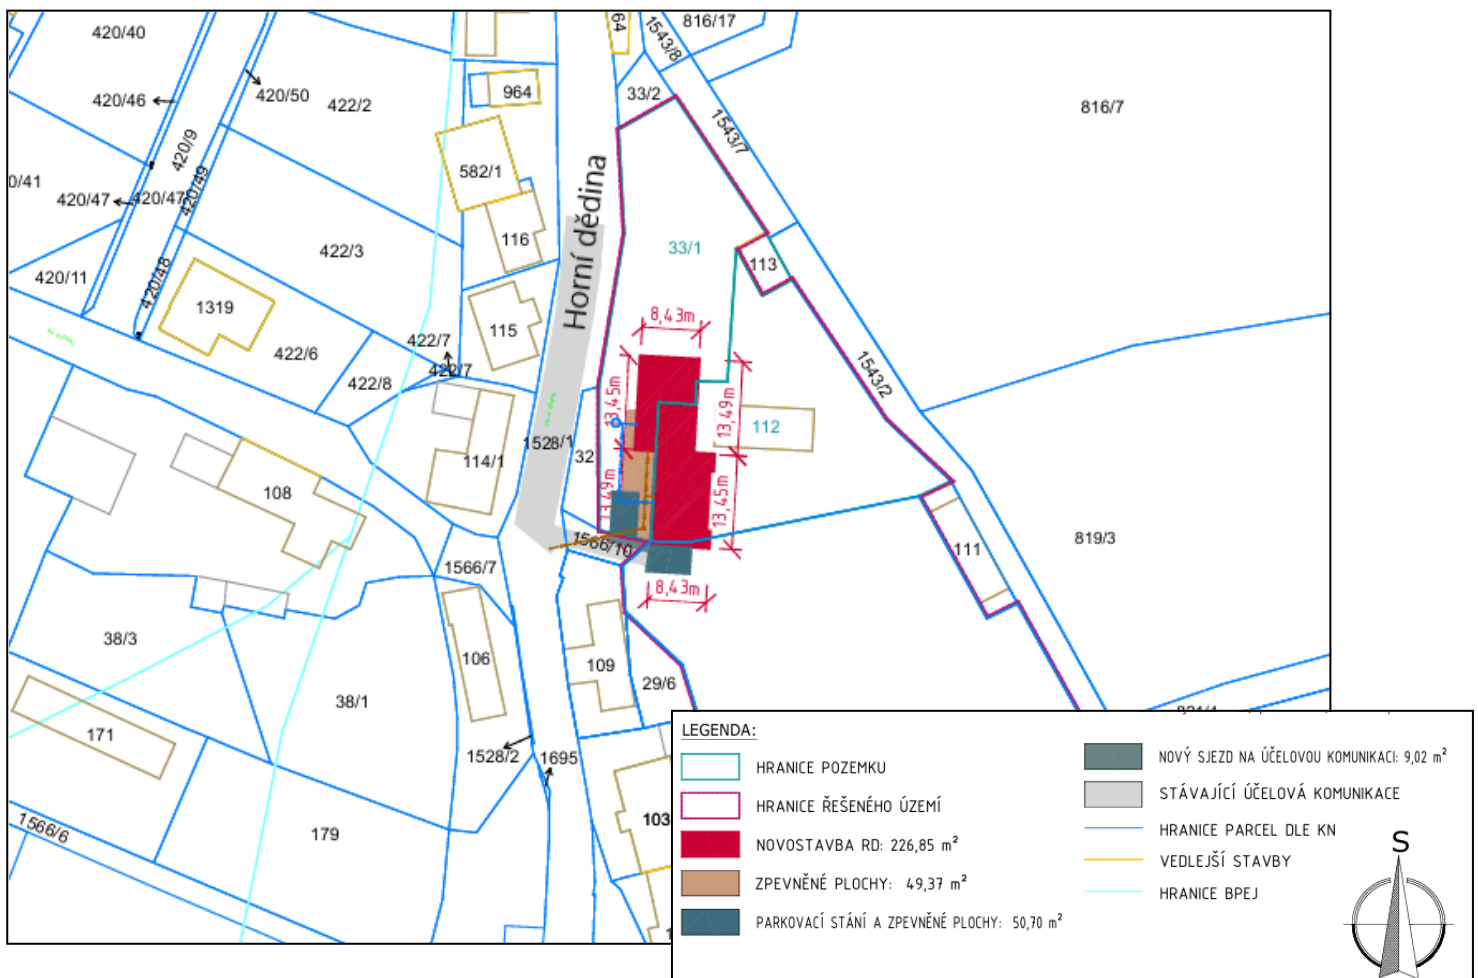 420/40
64
1543/8
816/17
420/46
420/50
422/2
964
33/2
816/7
1543/7
420/9
582/1
0/41
420/47
420/47
420/49
Horní dědina
116
422/3
33/1
113
420/11
420/48
1319
115
8,43m
422/7
422/6
422/7
422/8
1543/2
13,45m
13,49m
112
1528/1
32
114/1
108
13,49m
13,45m
1566/10
819/3
111
1566/7
8,43m
38/3
106
109
29/6
38/1
171
1528/2
1695
821/1
1566/6
179
103
LEGENDA:
HRANICE POZEMKU
HRANICE ŘEŠENÉHO ÚZEMÍ
NOVOSTAVBA RD: 226,85 m²
ZPEVNĚNÉ PLOCHY: 49,37 m²
PARKOVACÍ STÁNÍ A ZPEVNĚNÉ PLOCHY: 50,70 m²
NOVÝ SJEZD NA ÚČELOVOU KOMUNIKACI: 9,02 m²
STÁVAJÍCÍ ÚČELOVÁ KOMUNIKACE
HRANICE PARCEL DLE KN
VEDLEJŠÍ STAVBY
HRANICE BPEJ
S